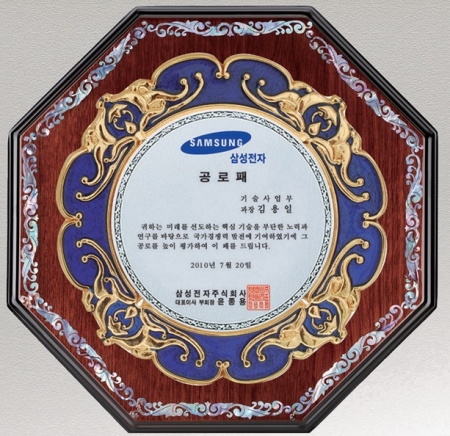 SAMSUNG
삼성전자
공 로 패
기 술 사 업 부
과장 김 용 일
귀하는 미래를 선도하는 핵심 기술을 부단한 노력과
연구를 바탕으로 국가경쟁력 발전에 기여하였기에 그
공로를 높이 평가하여 이 패를 드립니다.
2010년 7월 20일
삼성전자주식회사
대표이사 부회장 윤 종 용